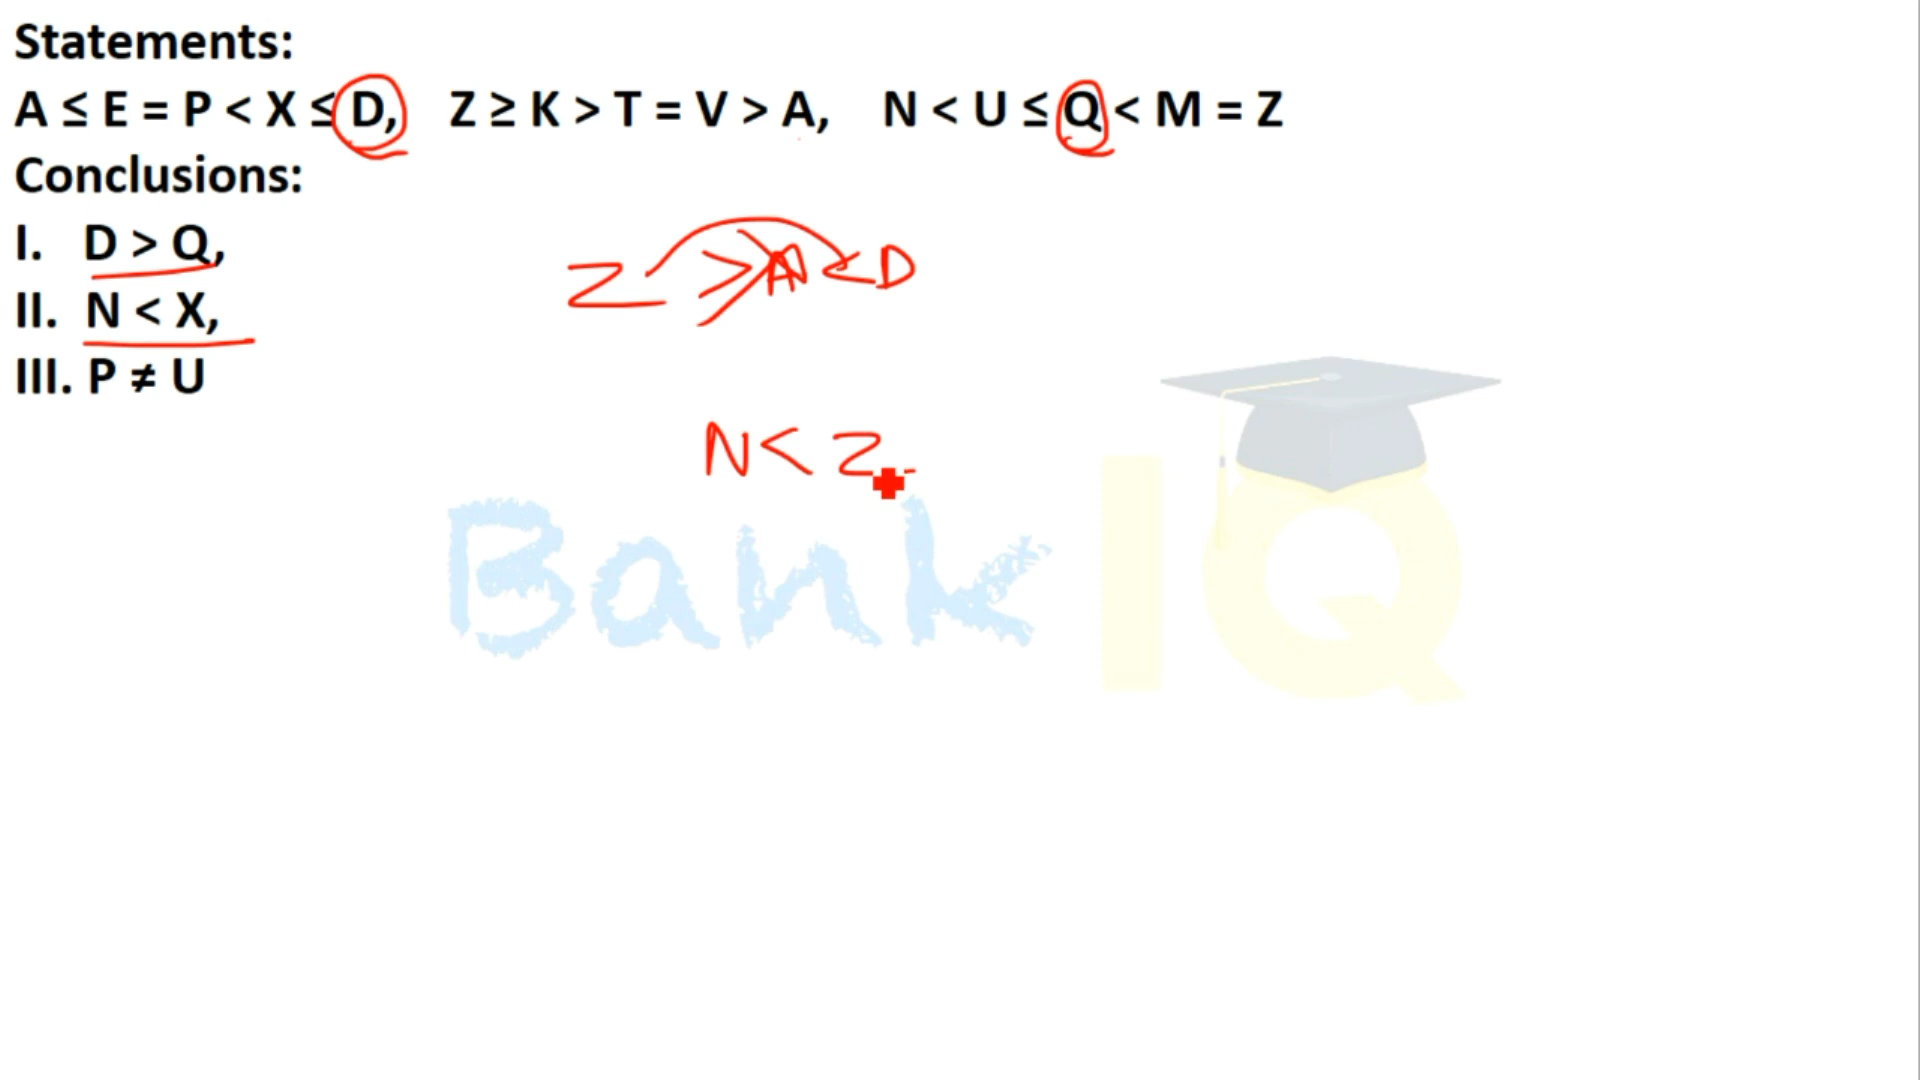 Statements:
A ≤ E = P < X ≤ D, Z ≥ K > T = V > A, N < U ≤ Q < M = Z
Conclusions:
I. D > Q,
Z > A < D
II. N < X,
III. P ≠ U
N < Z
Bank IQ